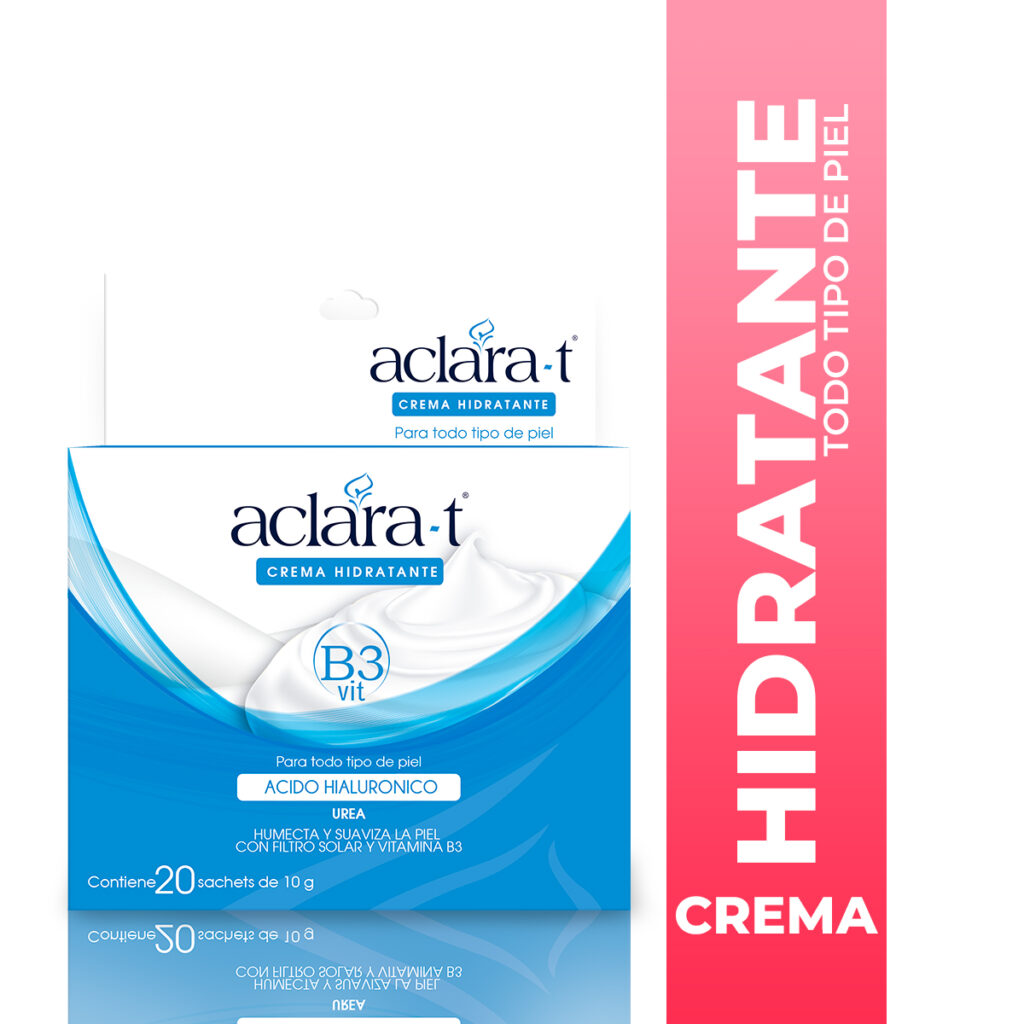 aclara-t®
CREMA HIDRATANTE
Para todo tipo de piel
aclara-t®
CREMA HIDRATANTE
B3
vit
Para todo tipo de piel
ACIDO HIALURONICO
UREA
HUMECTA Y SUAVIZA LA PIEL
CON FILTRO SOLAR Y VITAMINA B3
Contiene 20 sachets de 10 g
CREMA
HIDRATANTE
TODO TIPO DE PIEL